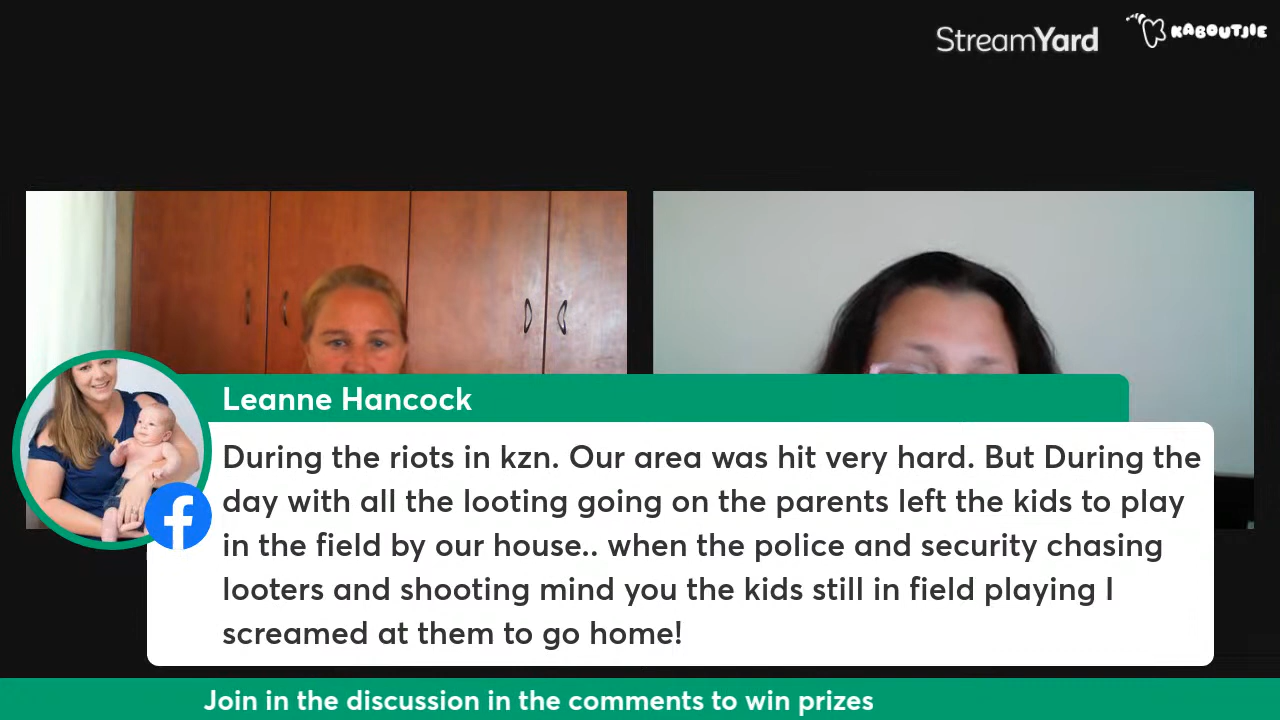 StreamYard
KABOUTJIE
Leanne Hancock
During the riots in kzn. Our area was hit very hard. But During the
day with all the looting going on the parents left the kids to play
in the field by our house.. when the police and security chasing
looters and shooting mind you the kids still in field playing I
screamed at them to go home!
Join in the discussion in the comments to win prizes